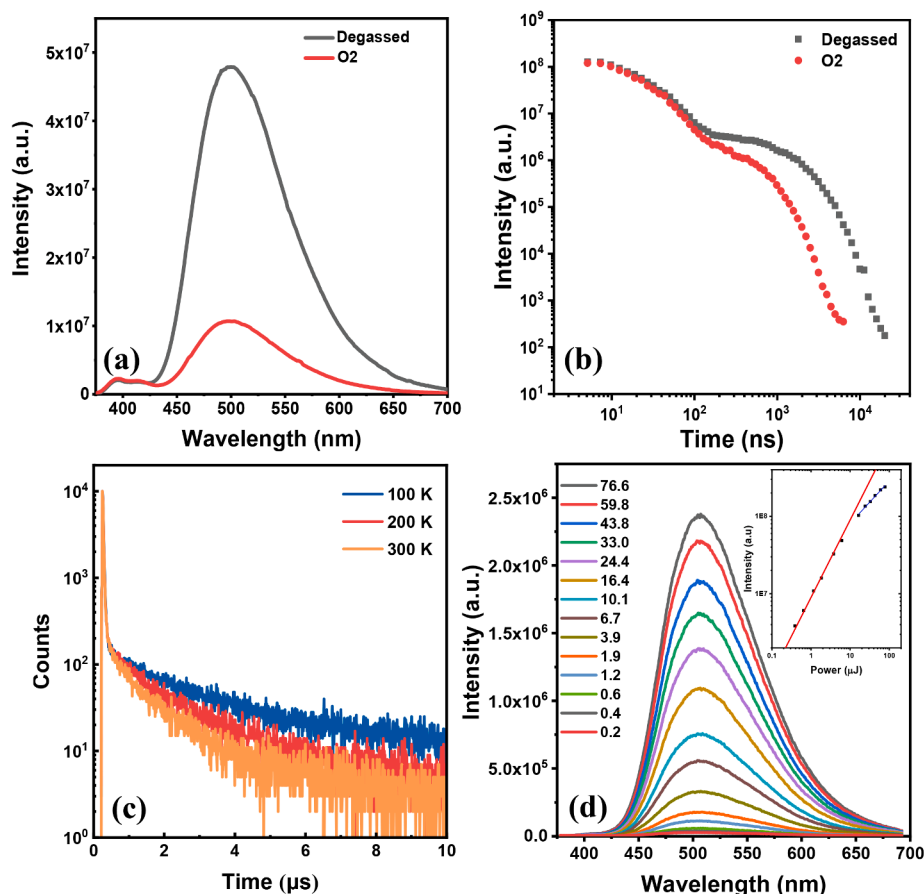 Degassed
O2
5x10⁷
4x10⁷
3x10⁷
2x10⁷
1x10⁷
0
Intensity (a.u.)
(a)
400 450 500 550 600 650 700
Wavelength (nm)
Degassed
O2
10⁹
10⁸
10⁷
10⁶
10⁵
10⁴
10³
10²
10¹
Intensity (a.u.)
(b)
10¹ 10² 10³ 10⁴
Time (ns)
100 K
200 K
300 K
10⁴
10³
10²
10¹
10⁰
Counts
(c)
0 2 4 6 8 10
Time (µs)
76.6
59.8
43.8
33.0
24.4
16.4
10.1
6.7
3.9
1.9
1.2
0.6
0.4
0.2
2.5x10⁶
2.0x10⁶
1.5x10⁶
1.0x10⁶
5.0x10⁵
0.0
Intensity (a.u.)
1E8
1E7
Intensity (a.u)
0.1 1 10 100
Power (µJ)
(d)
400 450 500 550 600 650 700
Wavelength (nm)